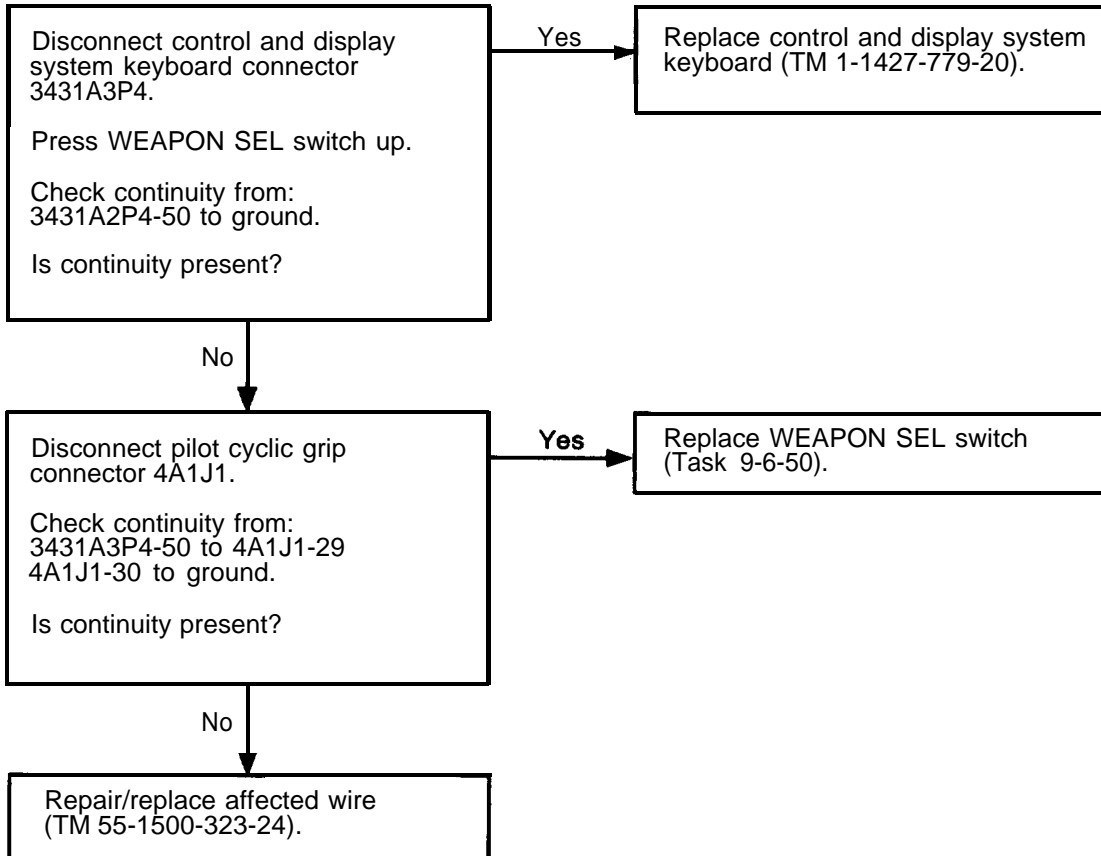 Disconnect control and display
system keyboard connector
3431A3P4.
Press WEAPON SEL switch up.
Check continuity from:
3431A2P4-50 to ground.
Is continuity present?
Yes
Replace control and display system
keyboard (TM 1-1427-779-20).
No
Disconnect pilot cyclic grip
connector 4A1J1.
Check continuity from:
3431A3P4-50 to 4A1J1-29
4A1J1-30 to ground.
Is continuity present?
Yes
Replace WEAPON SEL switch
(Task 9-6-50).
No
Repair/replace affected wire
(TM 55-1500-323-24).